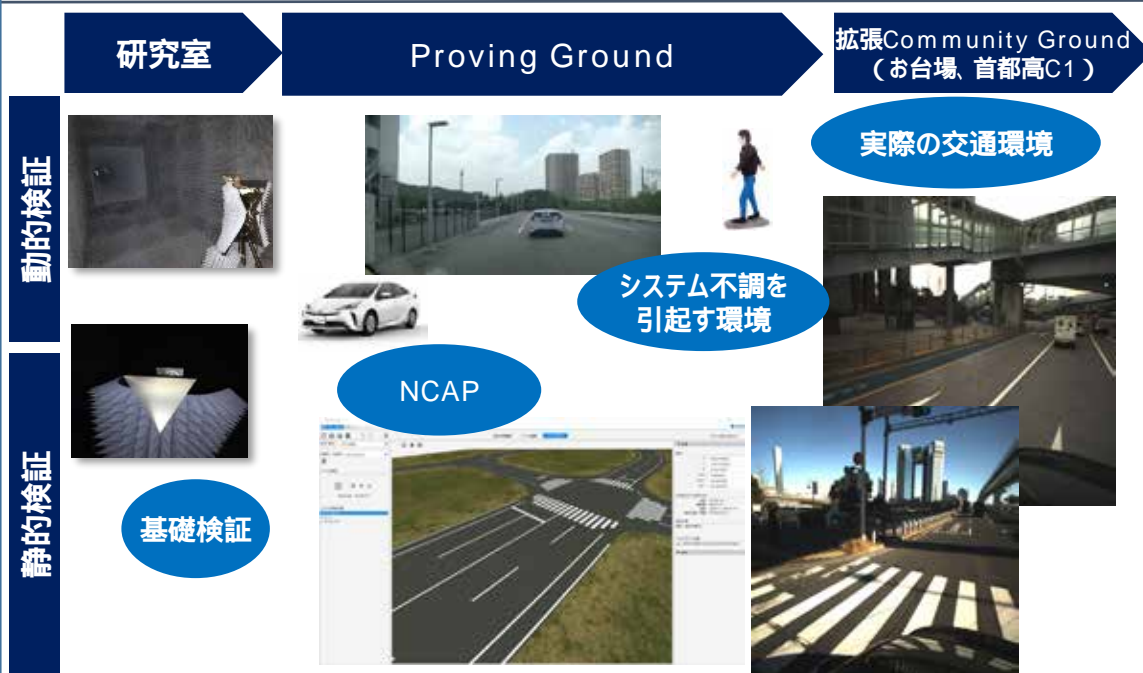 研究室
Proving Ground
拡張Community Ground
（お台場、首都高C1）
動的検証
実際の交通環境
システム不調を
引起す環境
NCAP
静的検証
基礎検証